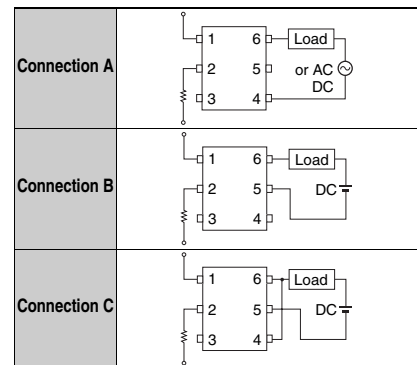 Connection A
1 6 Load
2 5 or AC
DC
3 4
Connection B
1 6 Load
2 5 DC
3 4
Connection C
1 6 Load
2 5 DC
3 4